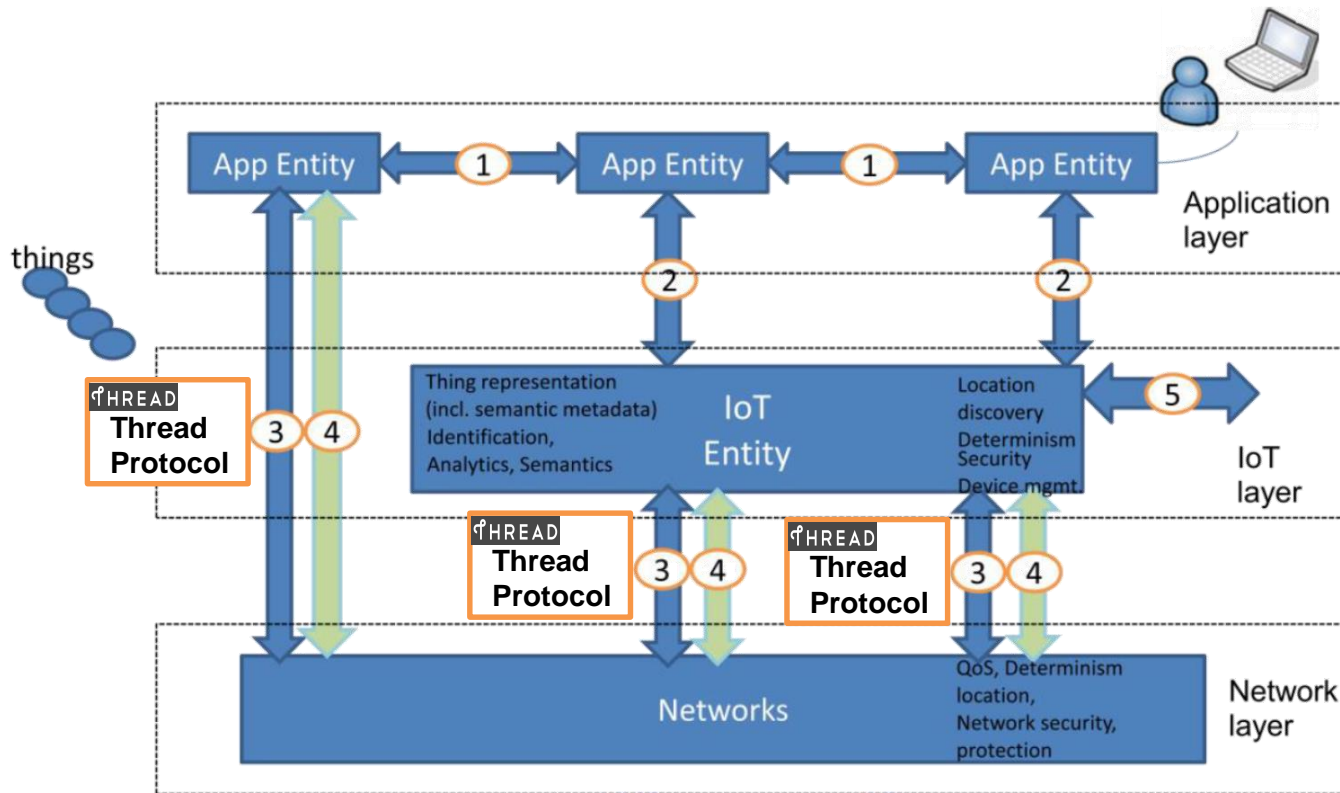 App Entity
1
App Entity
1
App Entity
Application
layer
things
2
2
Thing representation
(incl. semantic metadata)
Identification,
Analytics, Semantics
IoT
Entity
Location
discovery
Determinism
Security
Device mgmt.
5
IoT
layer
THREAD
Thread
Protocol
3
4
THREAD
Thread
Protocol
3
4
THREAD
Thread
Protocol
3
4
Networks
QoS, Determinism
location,
Network security,
protection
Network
layer